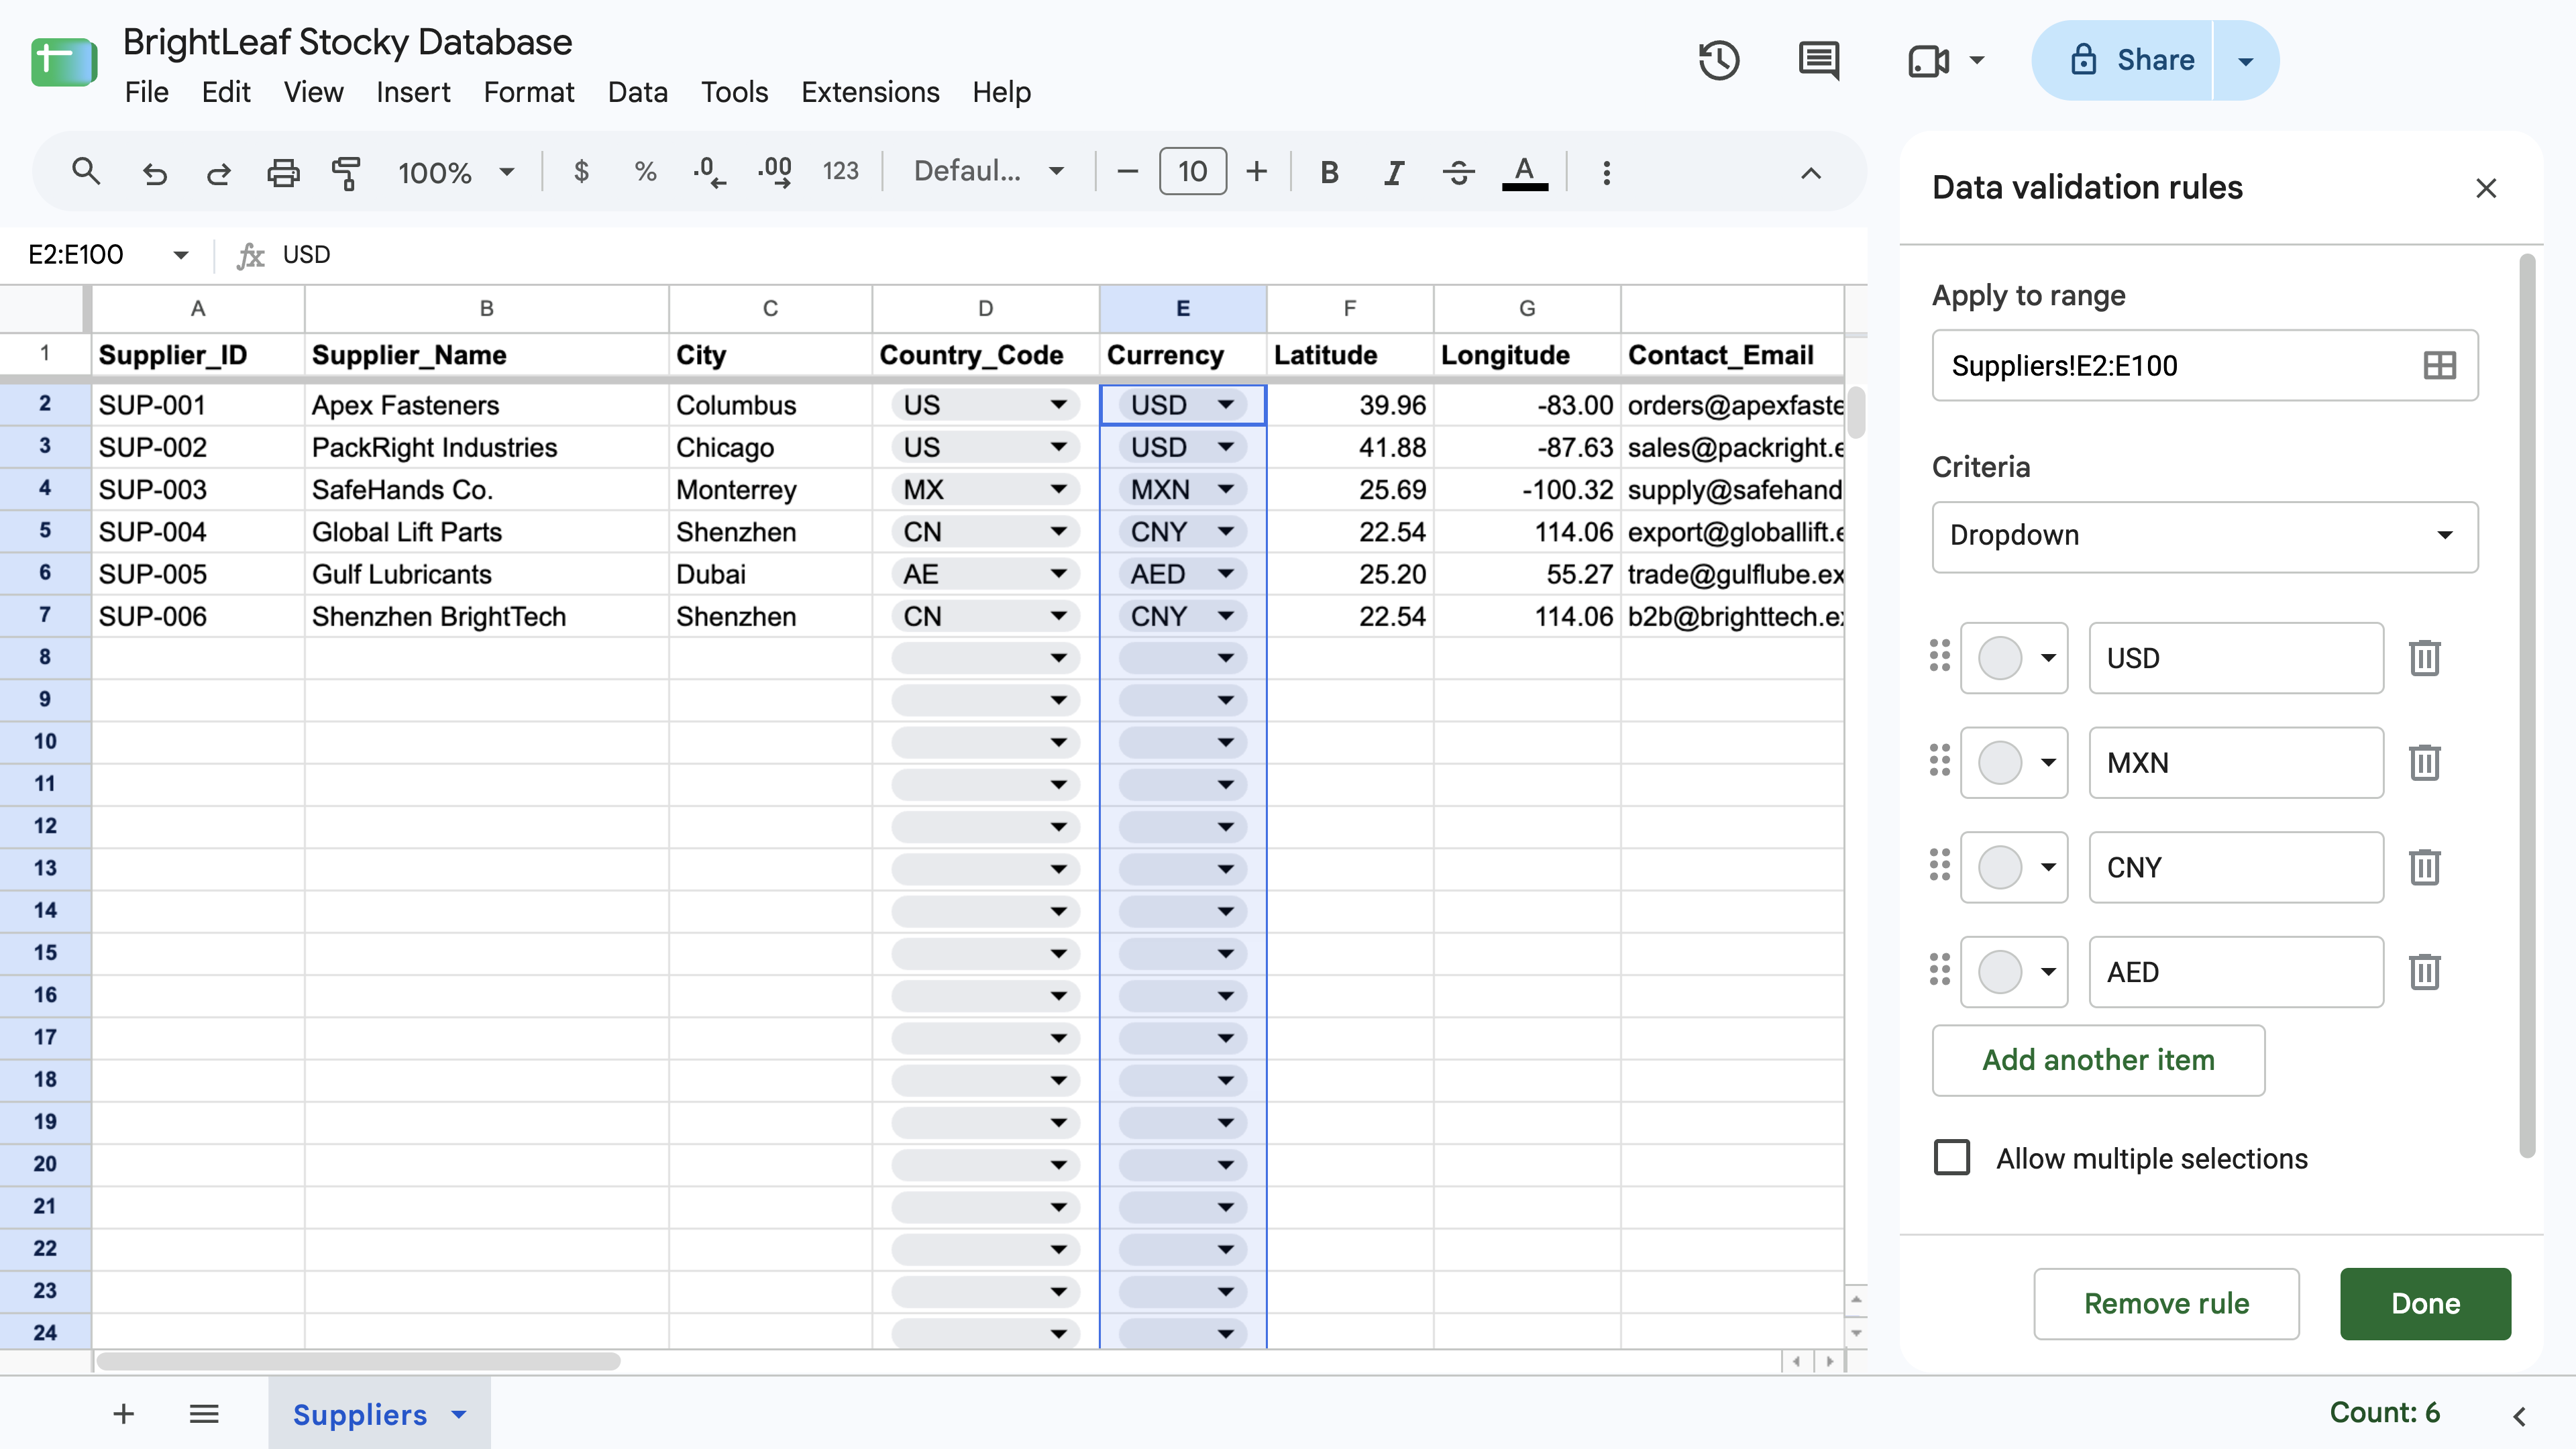 BrightLeaf Stocky Database
File Edit View Insert Format Data Tools Extensions Help
Share
100% $ % .0 .00 123 Defaul... 10 B I S A
E2:E100 fx USD
A B C D E F G
1 Supplier_ID Supplier_Name City Country_Code Currency Latitude Longitude Contact_Email
2 SUP-001 Apex Fasteners Columbus US USD 39.96 -83.00 orders@apexfaste
3 SUP-002 PackRight Industries Chicago US USD 41.88 -87.63 sales@packright.e
4 SUP-003 SafeHands Co. Monterrey MX MXN 25.69 -100.32 supply@safehand
5 SUP-004 Global Lift Parts Shenzhen CN CNY 22.54 114.06 export@globallift.e
6 SUP-005 Gulf Lubricants Dubai AE AED 25.20 55.27 trade@gulflube.ex
7 SUP-006 Shenzhen BrightTech Shenzhen CN CNY 22.54 114.06 b2b@brighttech.ex
8
9
10
11
12
13
14
15
16
17
18
19
20
21
22
23
24
Suppliers
Count: 6
Data validation rules
Apply to range
Suppliers!E2:E100
Criteria
Dropdown
USD
MXN
CNY
AED
Add another item
Allow multiple selections
Remove rule Done